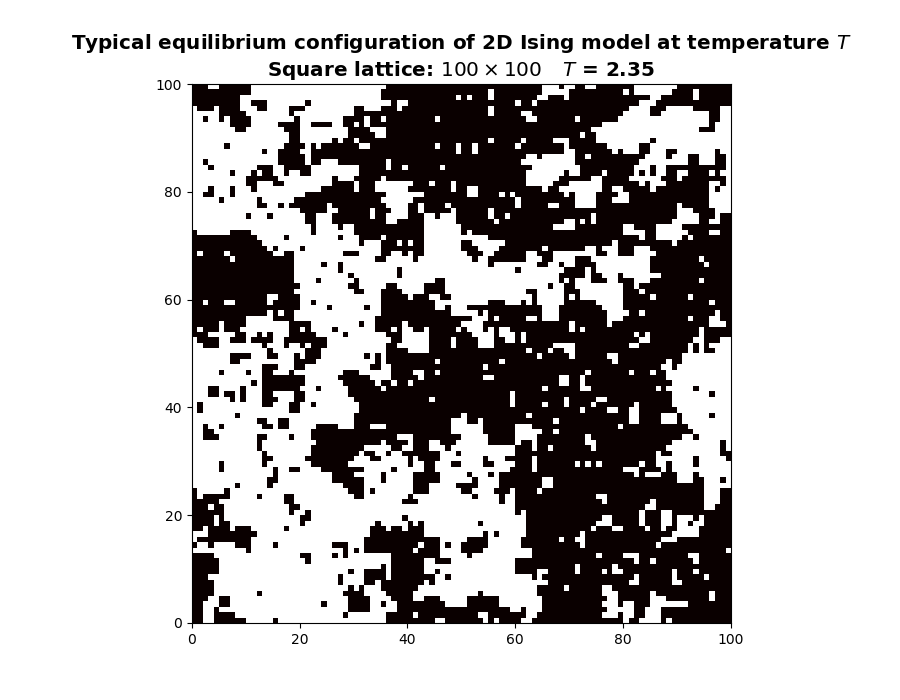 Typical equilibrium configuration of 2D Ising model at temperature T
Square lattice: 100 × 100 T = 2.35
100
80
60
40
20
0
0 20 40 60 80 100